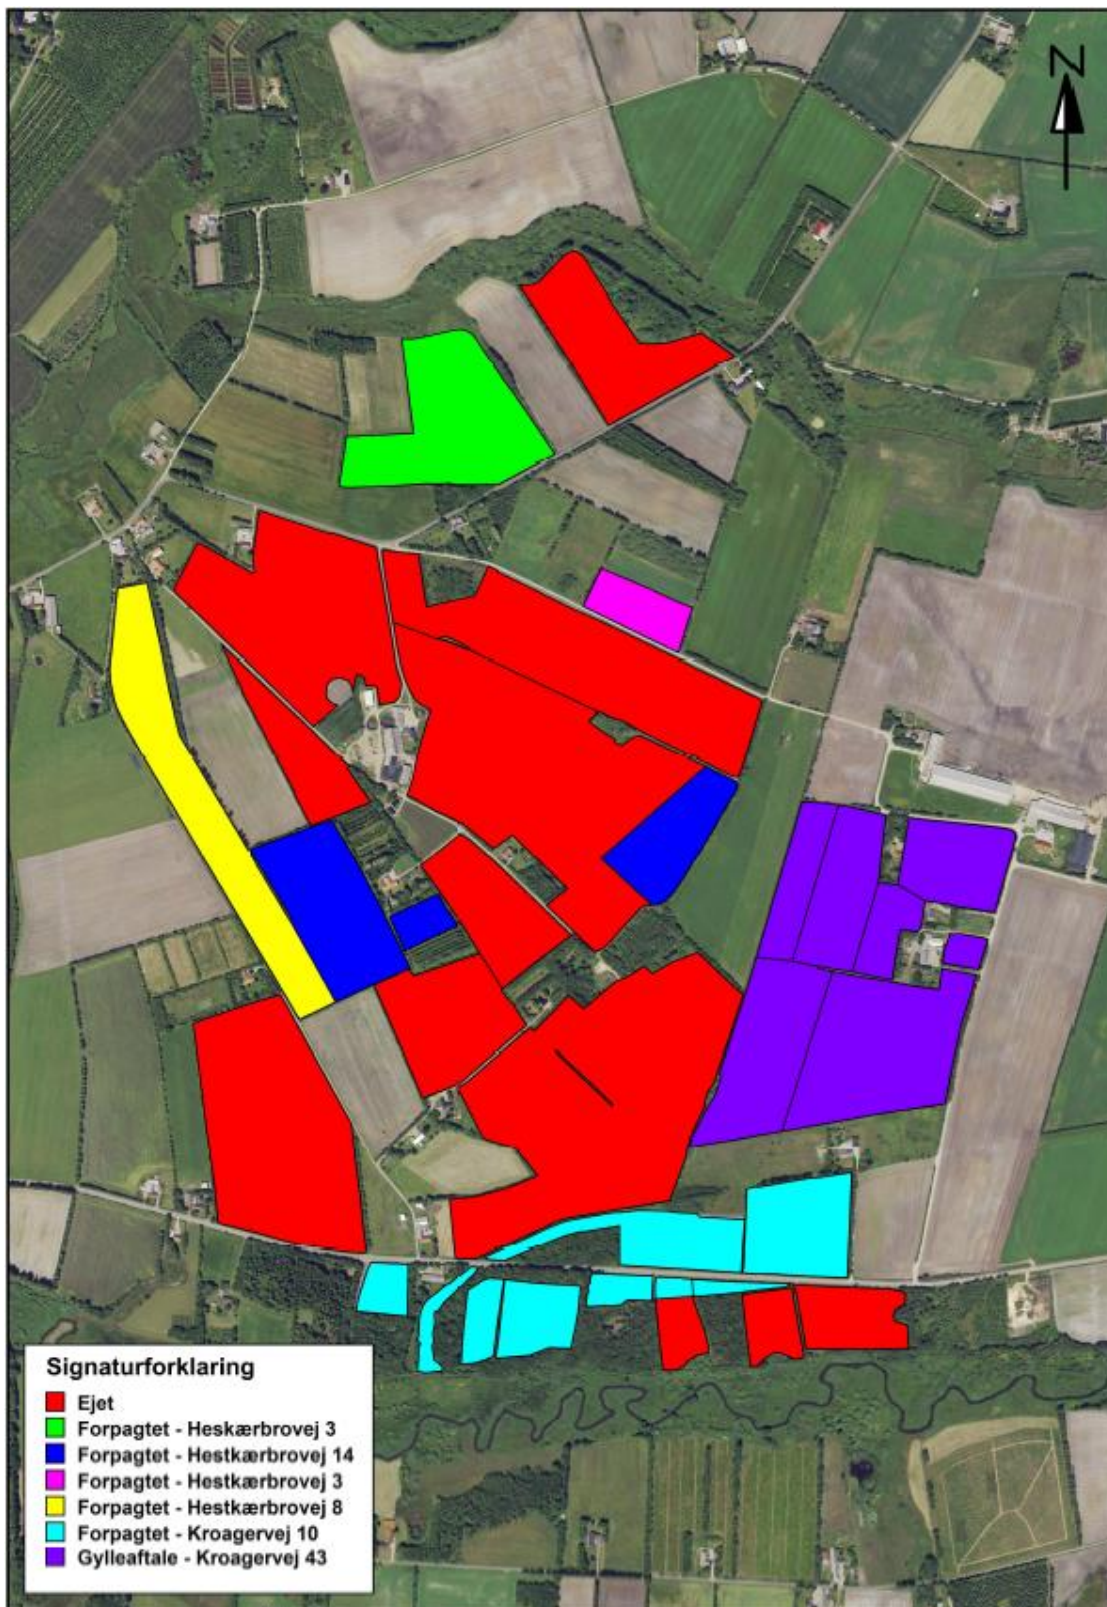 N
Signaturforklaring
Ejet
Forpagtet - Heskærbrovej 3
Forpagtet - Hestkærbrovej 14
Forpagtet - Hestkærbrovej 3
Forpagtet - Hestkærbrovej 8
Forpagtet - Kroagervej 10
Gylleaftale - Kroagervej 43